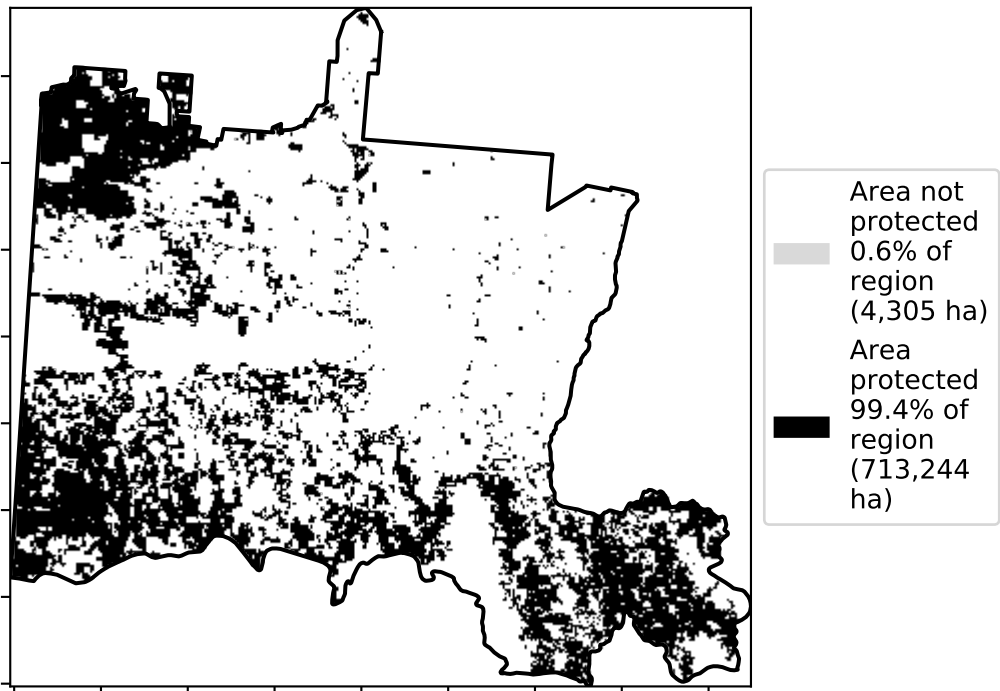 Area not
protected
0.6% of
region
(4,305 ha)
Area
protected
99.4% of
region
(713,244
ha)